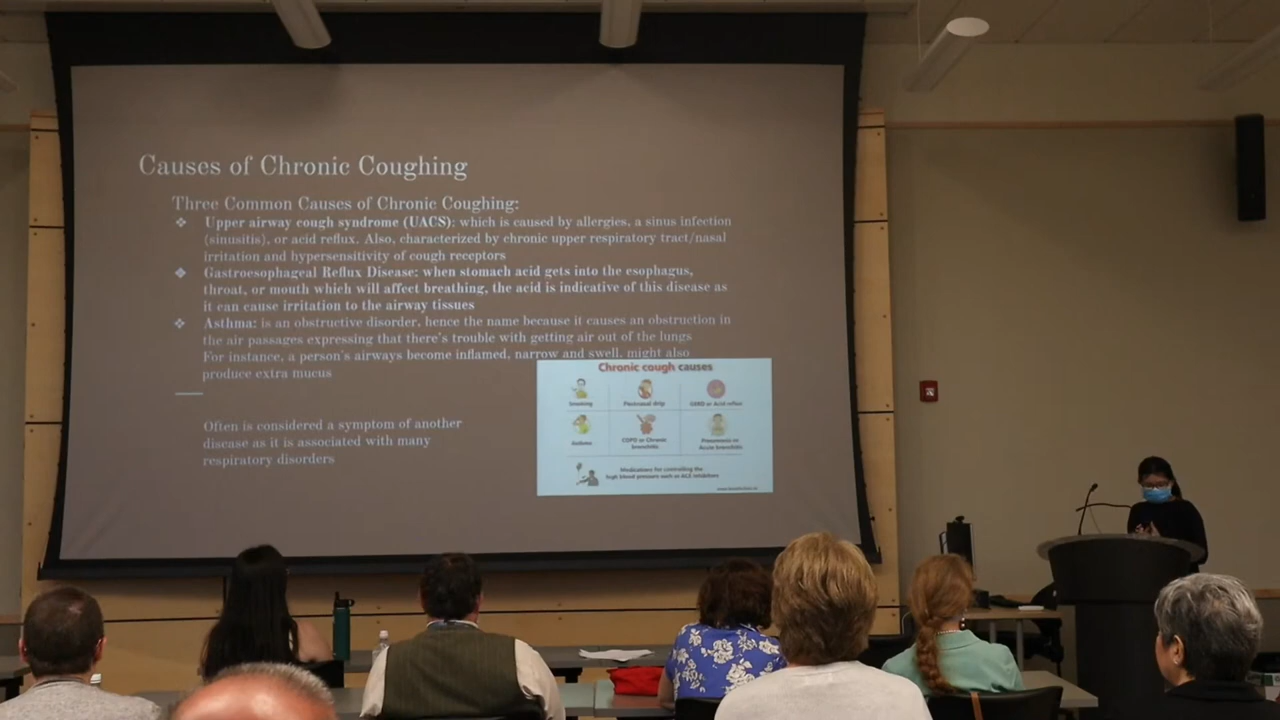 Causes of Chronic Coughing
Three Common Causes of Chronic Coughing:
❖ Upper airway cough syndrome (UACS): which is caused by allergies, a sinus infection
(sinusitis), or acid reflux. Also, characterized by chronic upper respiratory tract/nasal
irritation and hypersensitivity of cough receptors
❖ Gastroesophageal Reflux Disease: when stomach acid gets into the esophagus,
throat, or mouth which will affect breathing, the acid is indicative of this disease as
it can cause irritation to the airway tissues
❖ Asthma: is an obstructive disorder, hence the name because it causes an obstruction in
the air passages expressing that there's trouble with getting air out of the lungs
For instance, a person's airways become inflamed, narrow and swell, might also
produce extra mucus
Often is considered a symptom of another
disease as it is associated with many
respiratory disorders
Chronic cough causes
Smoking
Postnasal drip
GERD or Acid reflux
Asthma
COPD or Chronic
bronchitis
Pneumonia or
Acute bronchitis
Medications for controlling the
high blood pressure such as ACE inhibitors